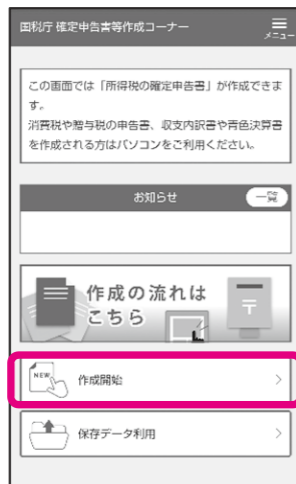 国税庁 確定申告書等作成コーナー
メニュー
この画面では「所得税の確定申告書」が作成できま
す。
消費税や贈与税の申告書、収支内訳書や青色決算書
を作成される方はパソコンをご利用ください。
お知らせ
一覧
作成の流れは
こちら
〒
NEW
作成開始
保存データ利用